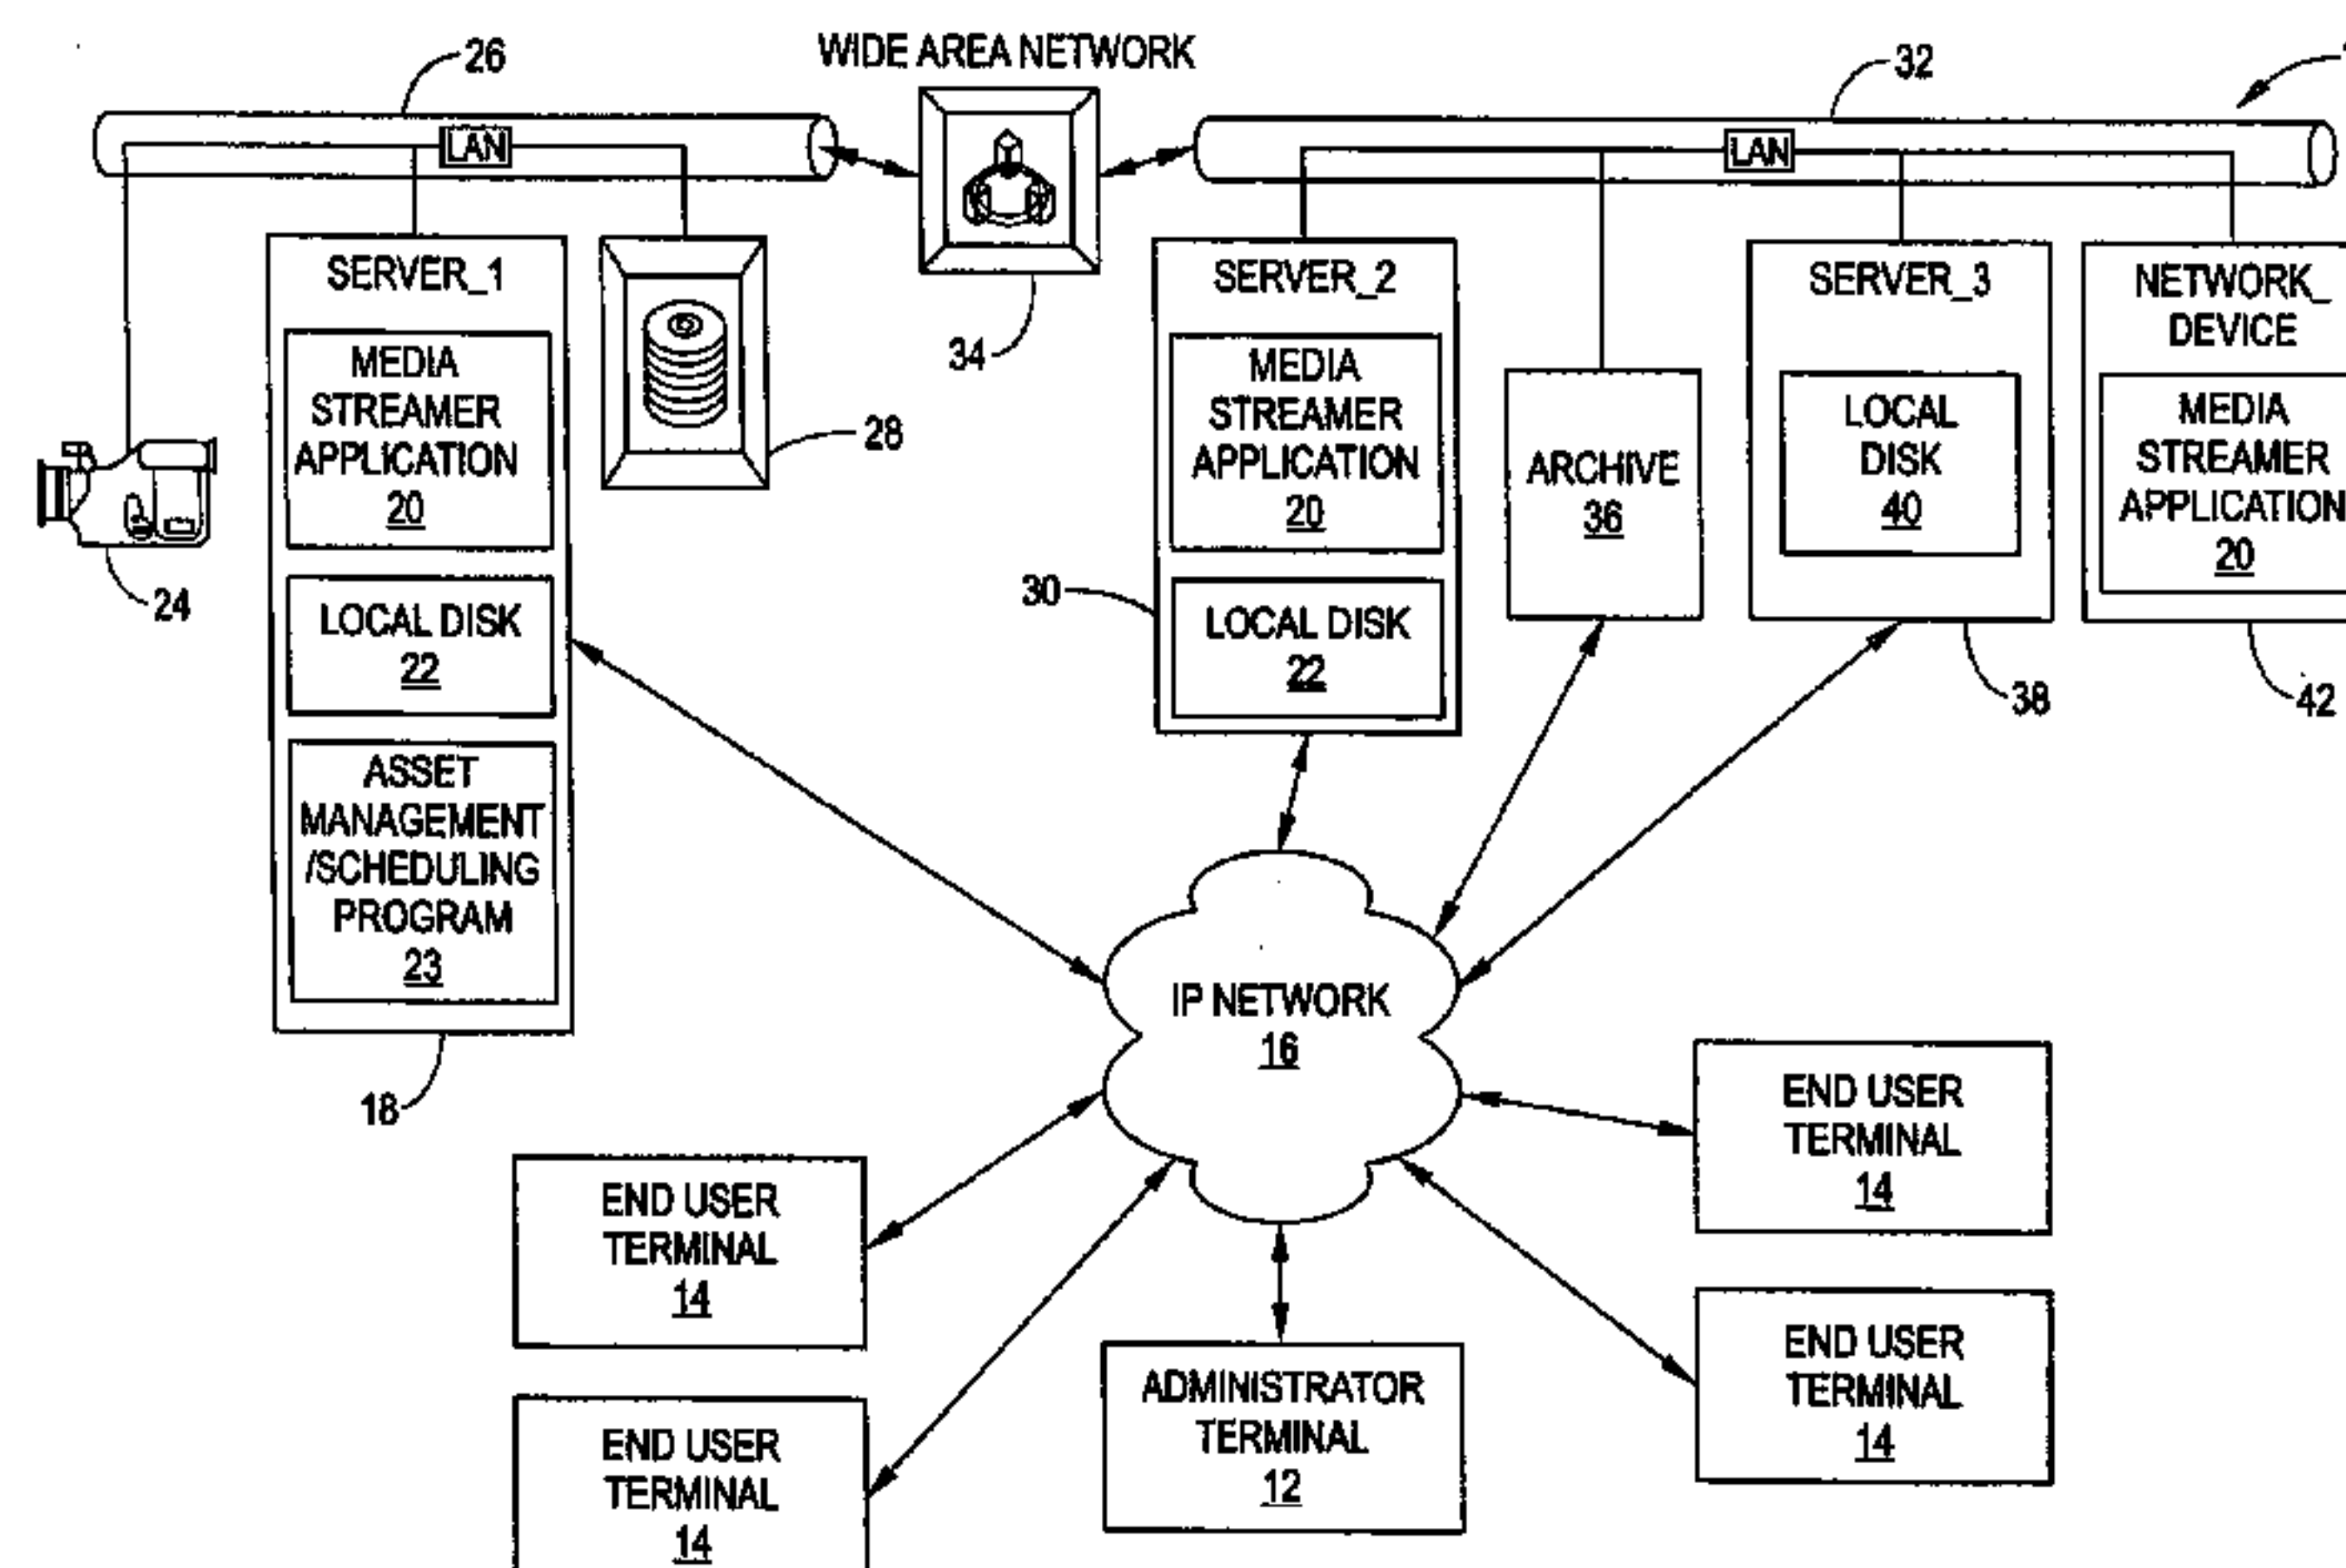 26
WIDE AREA NETWORK
32
LAN
LAN
SERVER_1
MEDIA
STREAMER
APPLICATION
20
LOCAL DISK
22
ASSET
MANAGEMENT
/SCHEDULING
PROGRAM
23
18
24
28
34
SERVER_2
MEDIA
STREAMER
APPLICATION
20
LOCAL DISK
22
30
ARCHIVE
36
SERVER_3
LOCAL
DISK
40
38
NETWORK_
DEVICE
MEDIA
STREAMER
APPLICATION
20
42
IP NETWORK
16
END USER
TERMINAL
14
END USER
TERMINAL
14
ADMINISTRATOR
TERMINAL
12
END USER
TERMINAL
14
END USER
TERMINAL
14